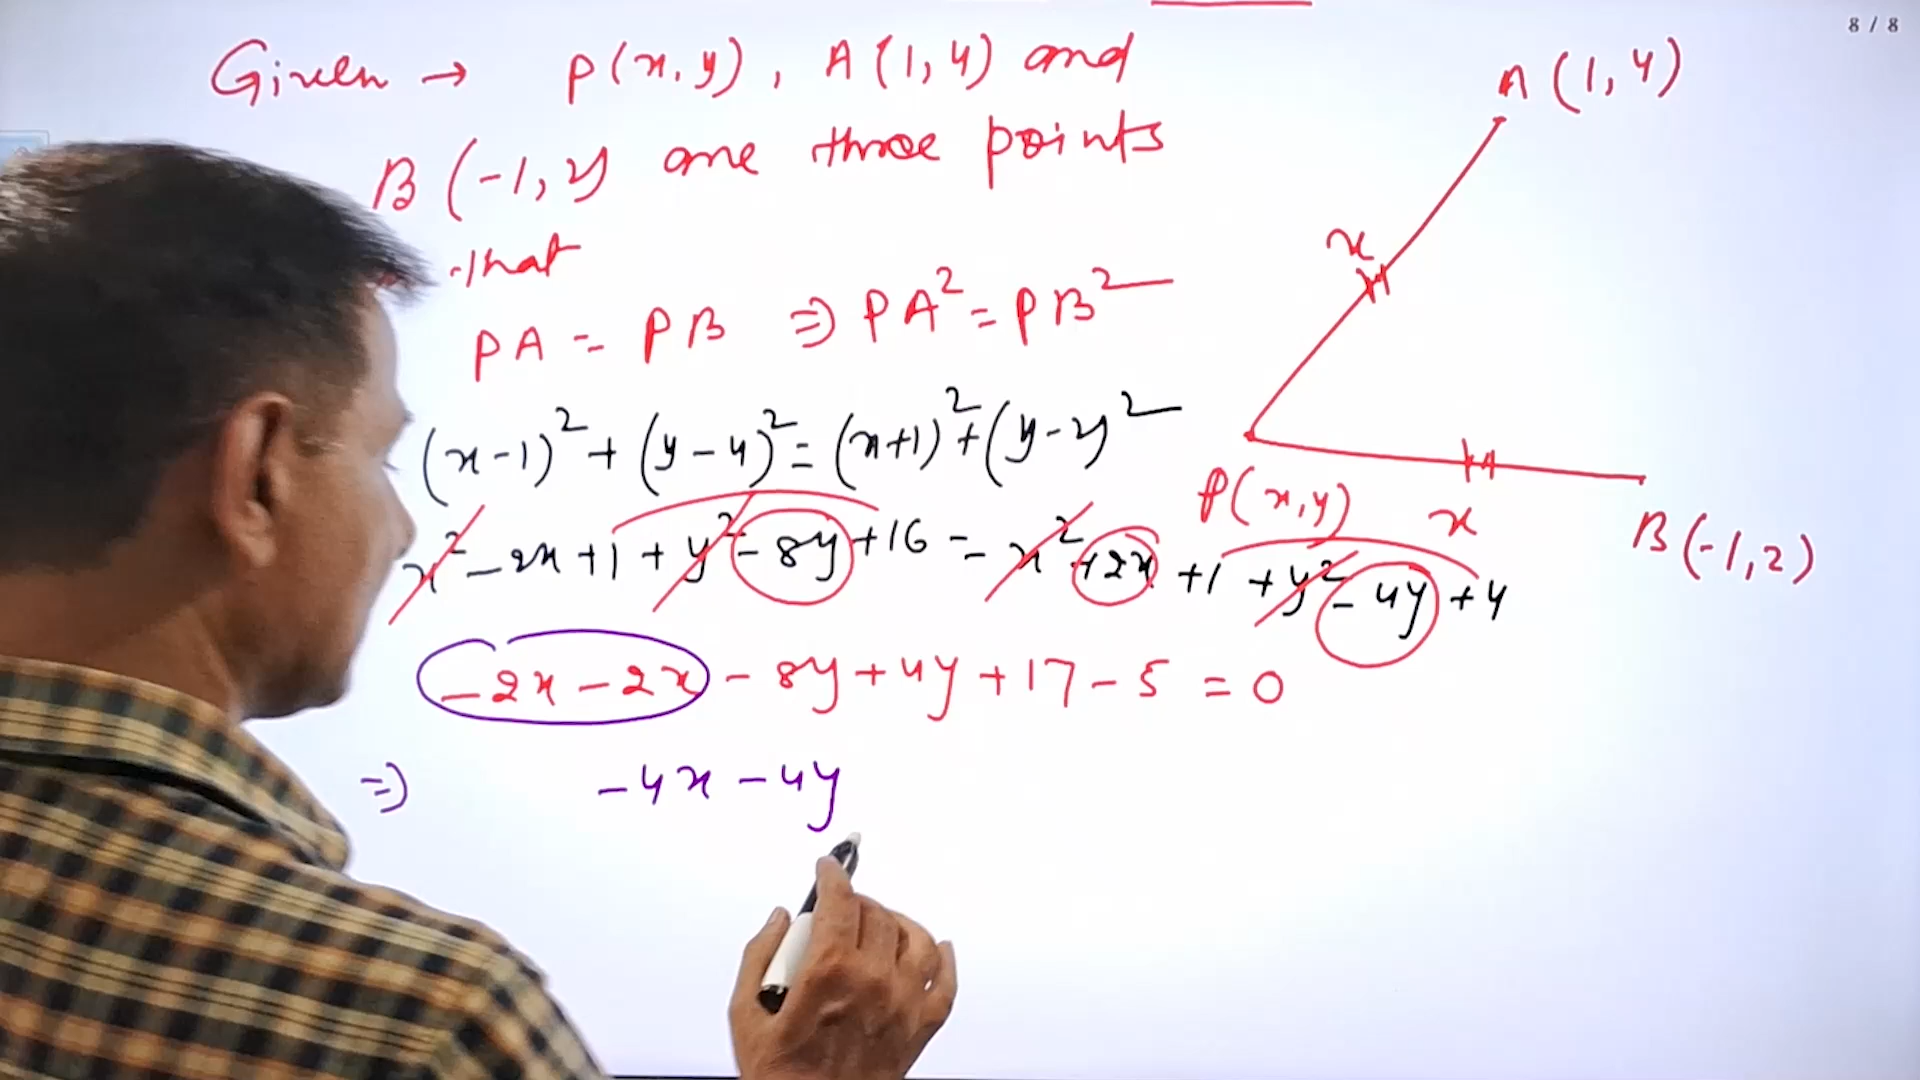 8 / 8
Given → P(x,y), A(1,4) and
B(-1,2) are three points
that
PA = PB ⇒ PA² = PB²
(x-1)² + (y-4)² = (x+1)² + (y-2)²
x² - 2x + 1 + y² - 8y + 16 = x² + 2x + 1 + y² - 4y + 4
-2x - 2x - 8y + 4y + 17 - 5 = 0
⇒ -4x - 4y
A(1,4)
x
P(x,y)
x
B(-1,2)